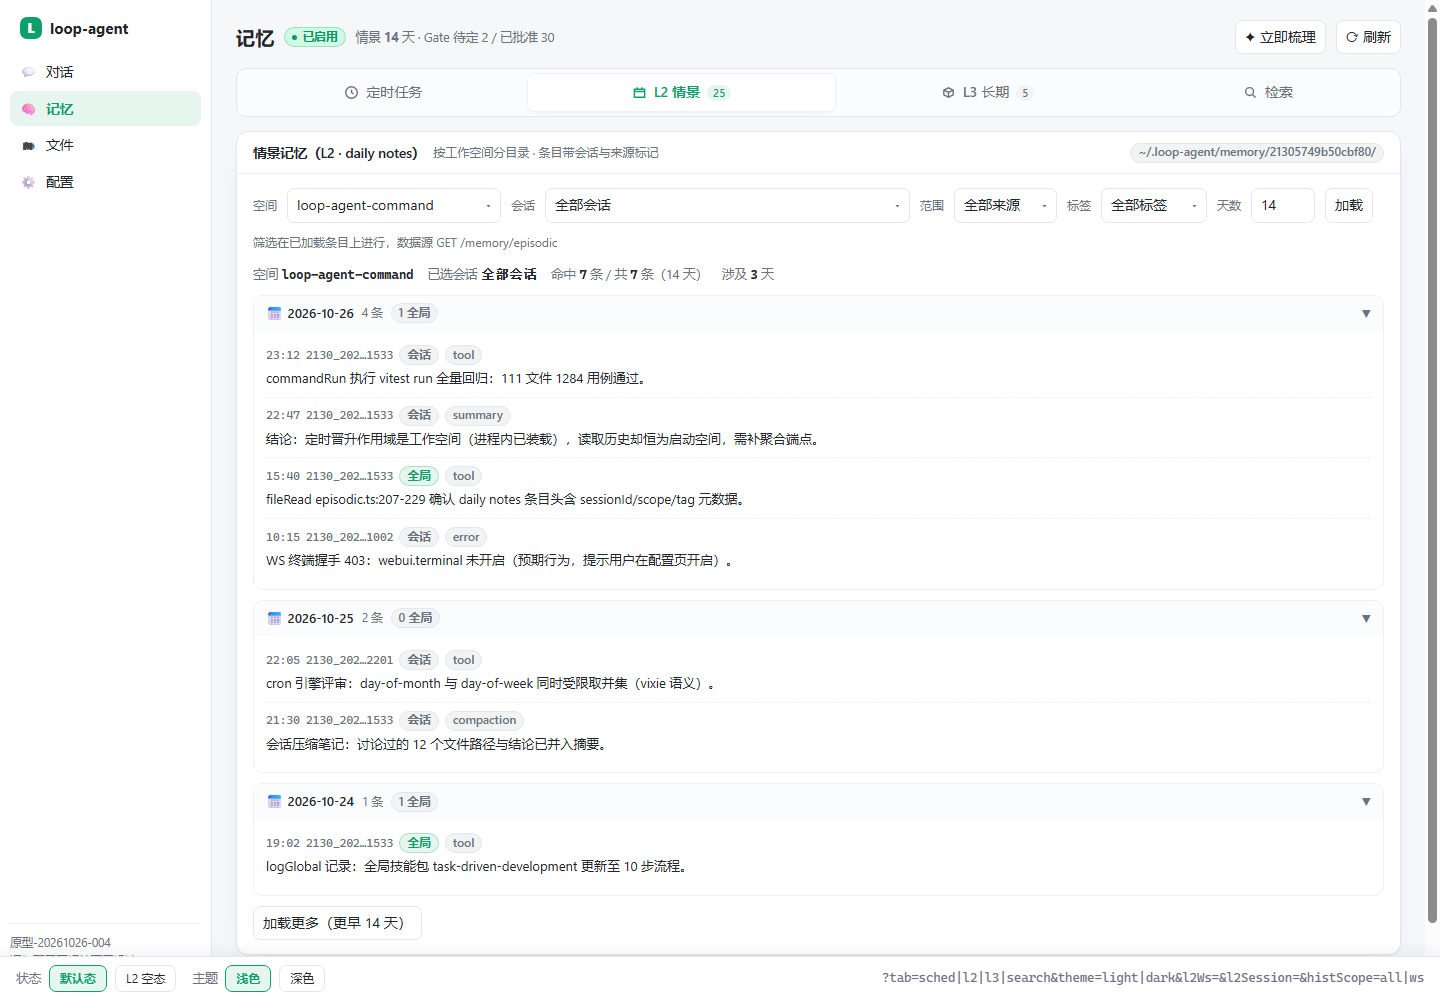 L loop-agent
对话
记忆
文件
配置
原型-20261026-004
记忆 已启用 情景 14 天 · Gate 待定 2 / 已批准 30
立即梳理 刷新
定时任务 L2 情景 25 L3 长期 5 检索
情景记忆（L2 · daily notes） 按工作空间分目录 · 条目带会话与来源标记 ~/.loop-agent/memory/21305749b50cbf80/
空间 loop-agent-command 会话 全部会话 范围 全部来源 标签 全部标签 天数 14 加载
筛选在已加载条目上进行，数据源 GET /memory/episodic
空间 loop-agent-command 已选会话 全部会话 命中 7 条 / 共 7 条（14 天） 涉及 3 天
2026-10-26 4 条 1 全局
23:12 2130_202…1533 会话 tool
commandRun 执行 vitest run 全量回归：111 文件 1284 用例通过。
22:47 2130_202…1533 会话 summary
结论：定时晋升作用域是工作空间（进程内已装载），读取历史却恒为启动空间，需补聚合端点。
15:40 2130_202…1533 全局 tool
fileRead episodic.ts:207-229 确认 daily notes 条目头含 sessionId/scope/tag 元数据。
10:15 2130_202…1002 会话 error
WS 终端握手 403：webui.terminal 未开启（预期行为，提示用户在配置页开启）。
2026-10-25 2 条 0 全局
22:05 2130_202…2201 会话 tool
cron 引擎评审：day-of-month 与 day-of-week 同时受限取并集（vixie 语义）。
21:30 2130_202…1533 会话 compaction
会话压缩笔记：讨论过的 12 个文件路径与结论已并入摘要。
2026-10-24 1 条 1 全局
19:02 2130_202…1533 全局 tool
logGlobal 记录：全局技能包 task-driven-development 更新至 10 步流程。
加载更多（更早 14 天）
状态 默认态 L2 空态 主题 浅色 深色 ?tab=sched|l2|l3|search&theme=light|dark&l2Ws=&l2Session=&histScope=all|ws